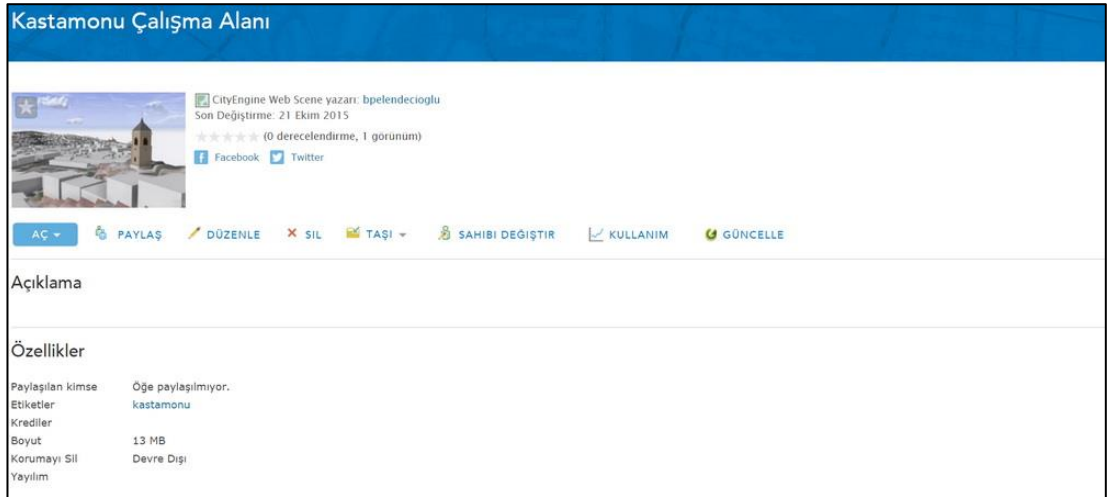 Kastamonu Çalışma Alanı
CityEngine Web Scene yazarı: bpelendecioglu
Son Değiştirme: 21 Ekim 2015
(0 derecelendirme, 1 görünüm)
Facebook Twitter
AÇ PAYLAŞ DÜZENLE SIL TAŞI SAHIBI DEĞIŞTIR KULLANIM GÜNCELLE
Açıklama
Özellikler
Paylaşılan kimse Öğe paylaşılmıyor.
Etiketler kastamonu
Krediler
Boyut 13 MB
Korumayı Sil Devre Dışı
Yayılım